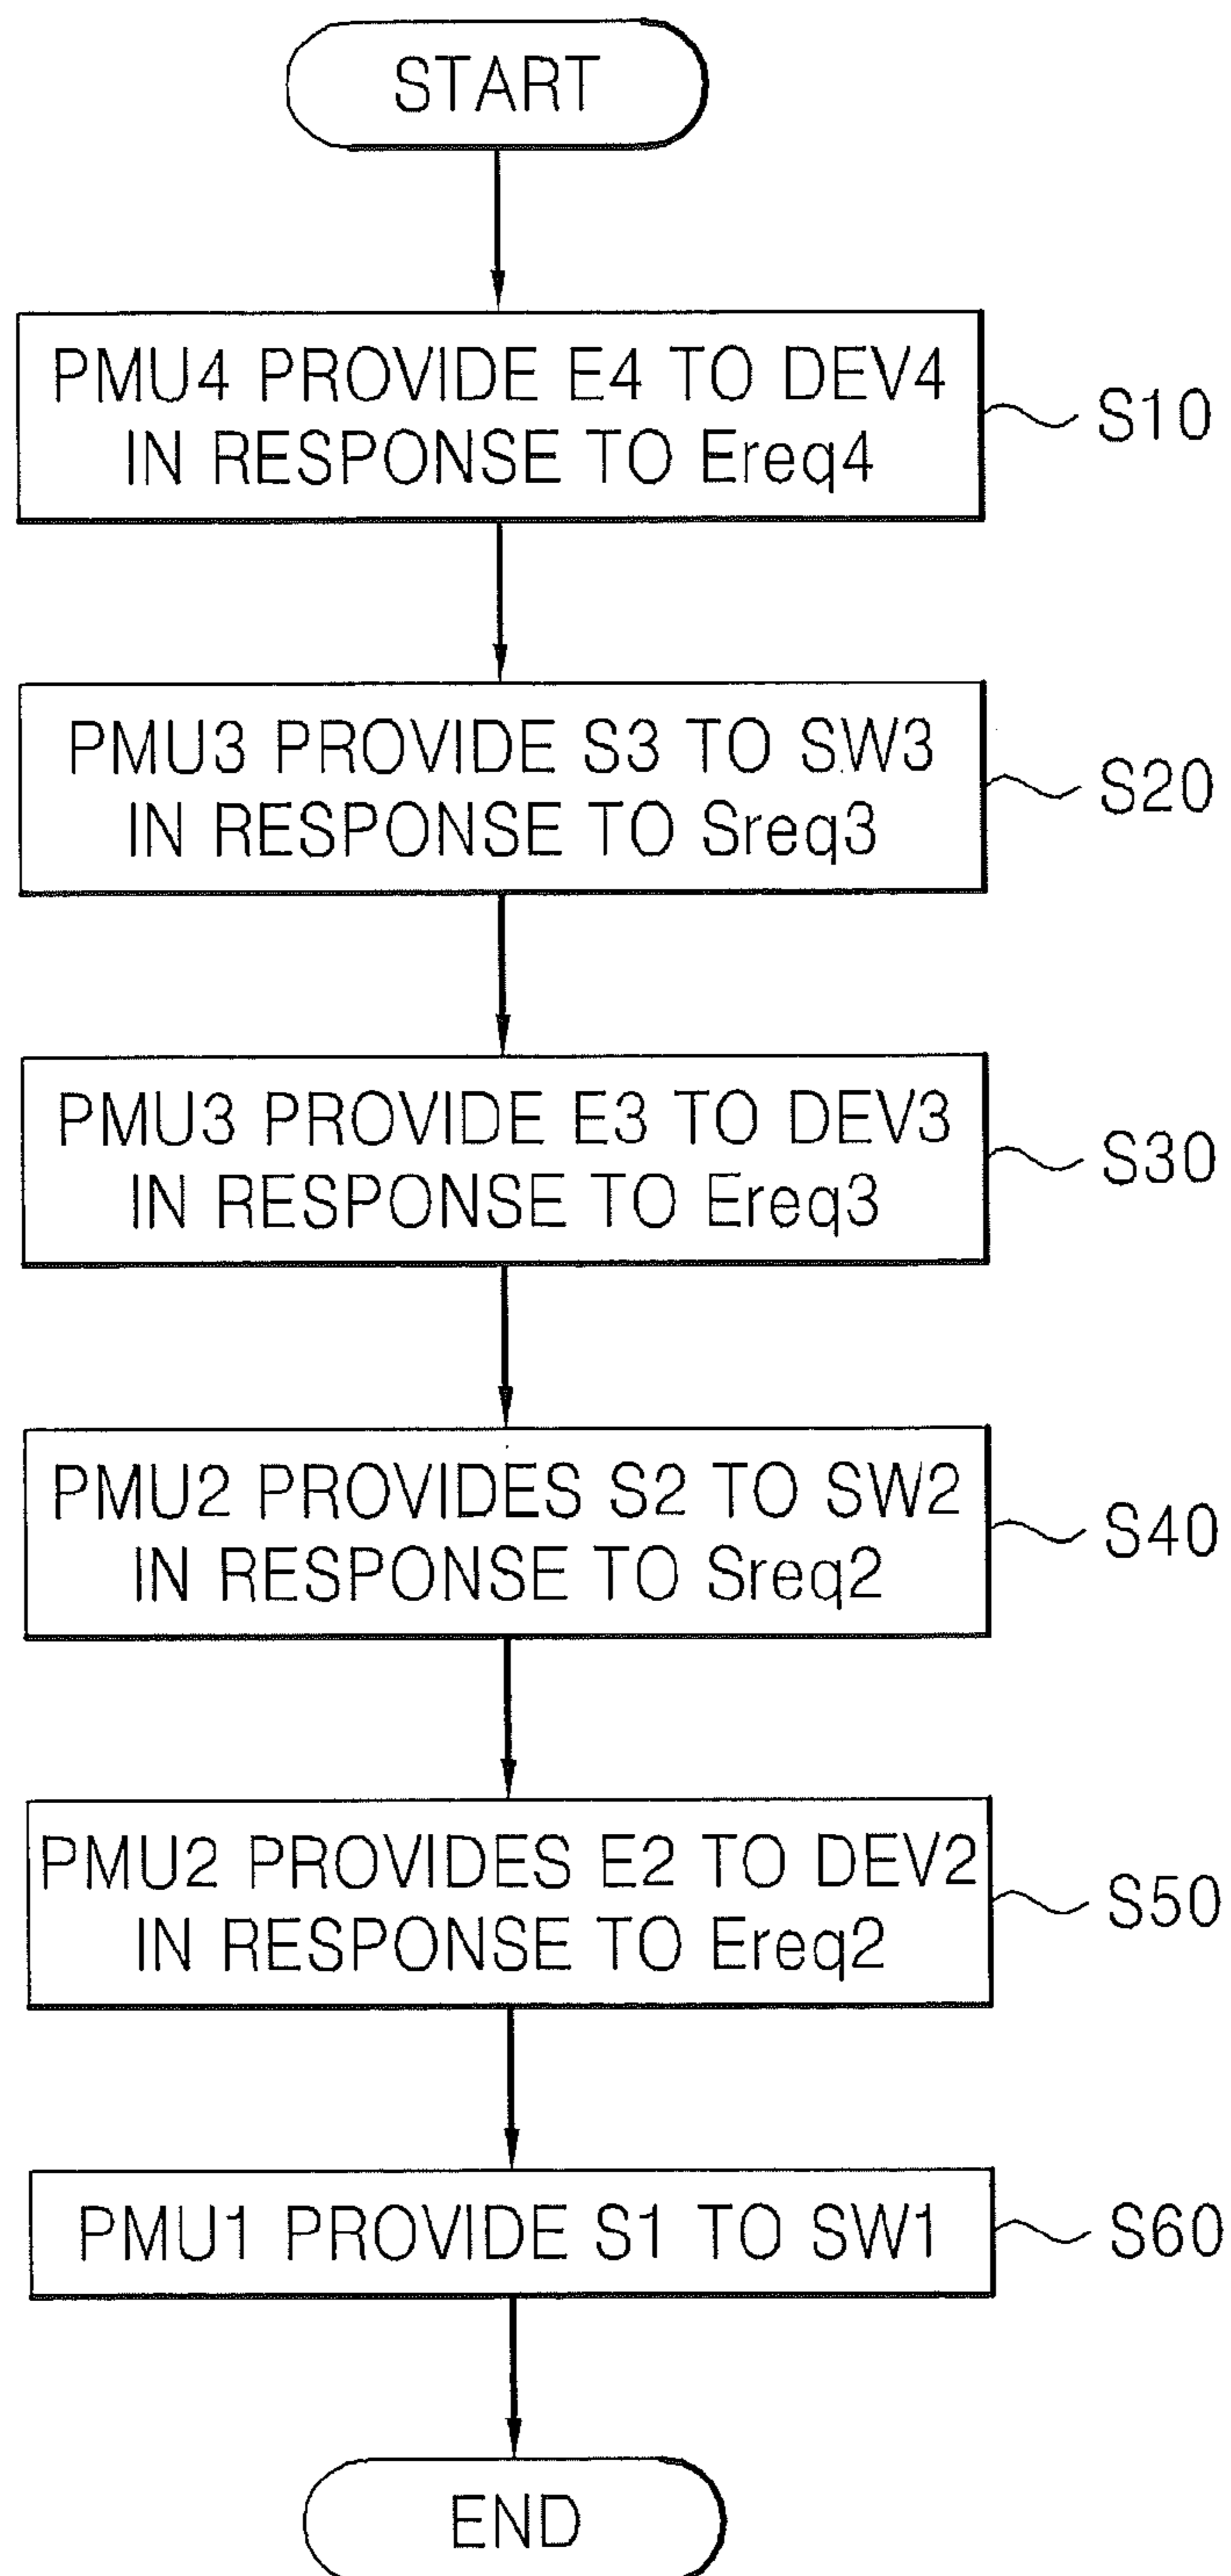 START
PMU4 PROVIDE E4 TO DEV4
IN RESPONSE TO Ereq4
S10
PMU3 PROVIDE S3 TO SW3
IN RESPONSE TO Sreq3
S20
PMU3 PROVIDE E3 TO DEV3
IN RESPONSE TO Ereq3
S30
PMU2 PROVIDES S2 TO SW2
IN RESPONSE TO Sreq2
S40
PMU2 PROVIDES E2 TO DEV2
IN RESPONSE TO Ereq2
S50
PMU1 PROVIDE S1 TO SW1
S60
END